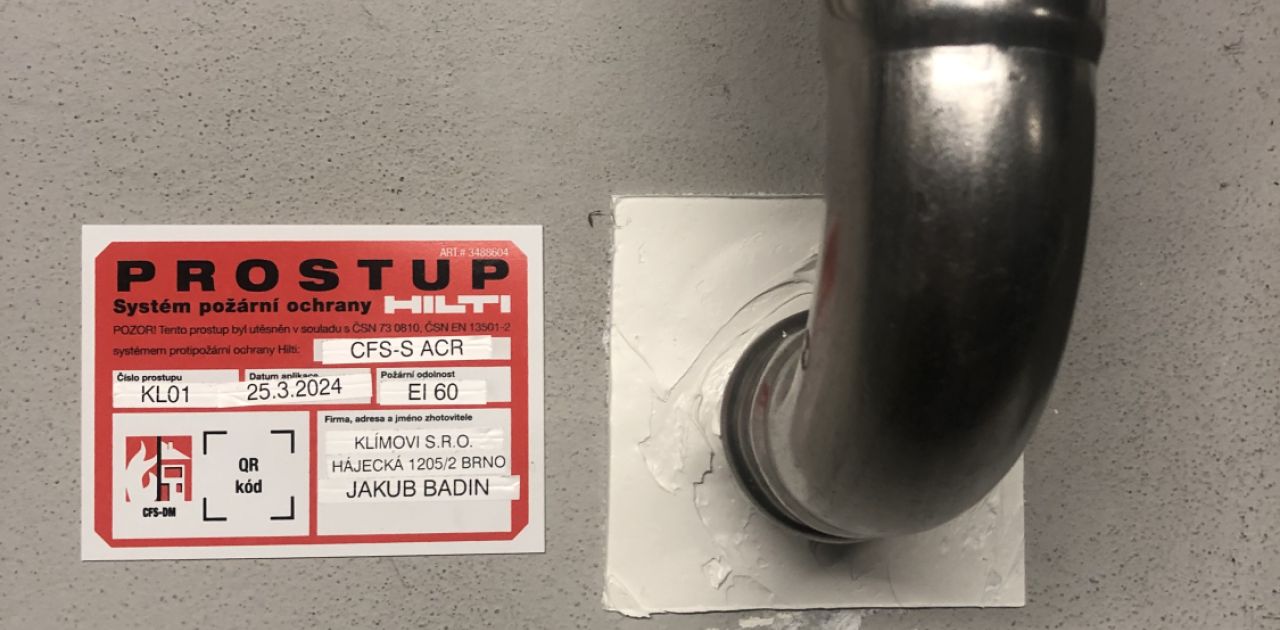 ART.# 3488604
PROSTUP
Systém požární ochrany HILTI
POZOR! Tento prostup byl utěsněn v souladu s ČSN 73 0810, ČSN EN 13501-2
systémem protipožární ochrany Hilti: CFS-S ACR
Číslo prostupu
KL01
Datum aplikace
25.3.2024
Požární odolnost
EI 60
Firma, adresa a jméno zhotovitele
KLÍMOVI S.R.O.
HÁJECKÁ 1205/2 BRNO
JAKUB BADIN
QR
kód
CFS-DM